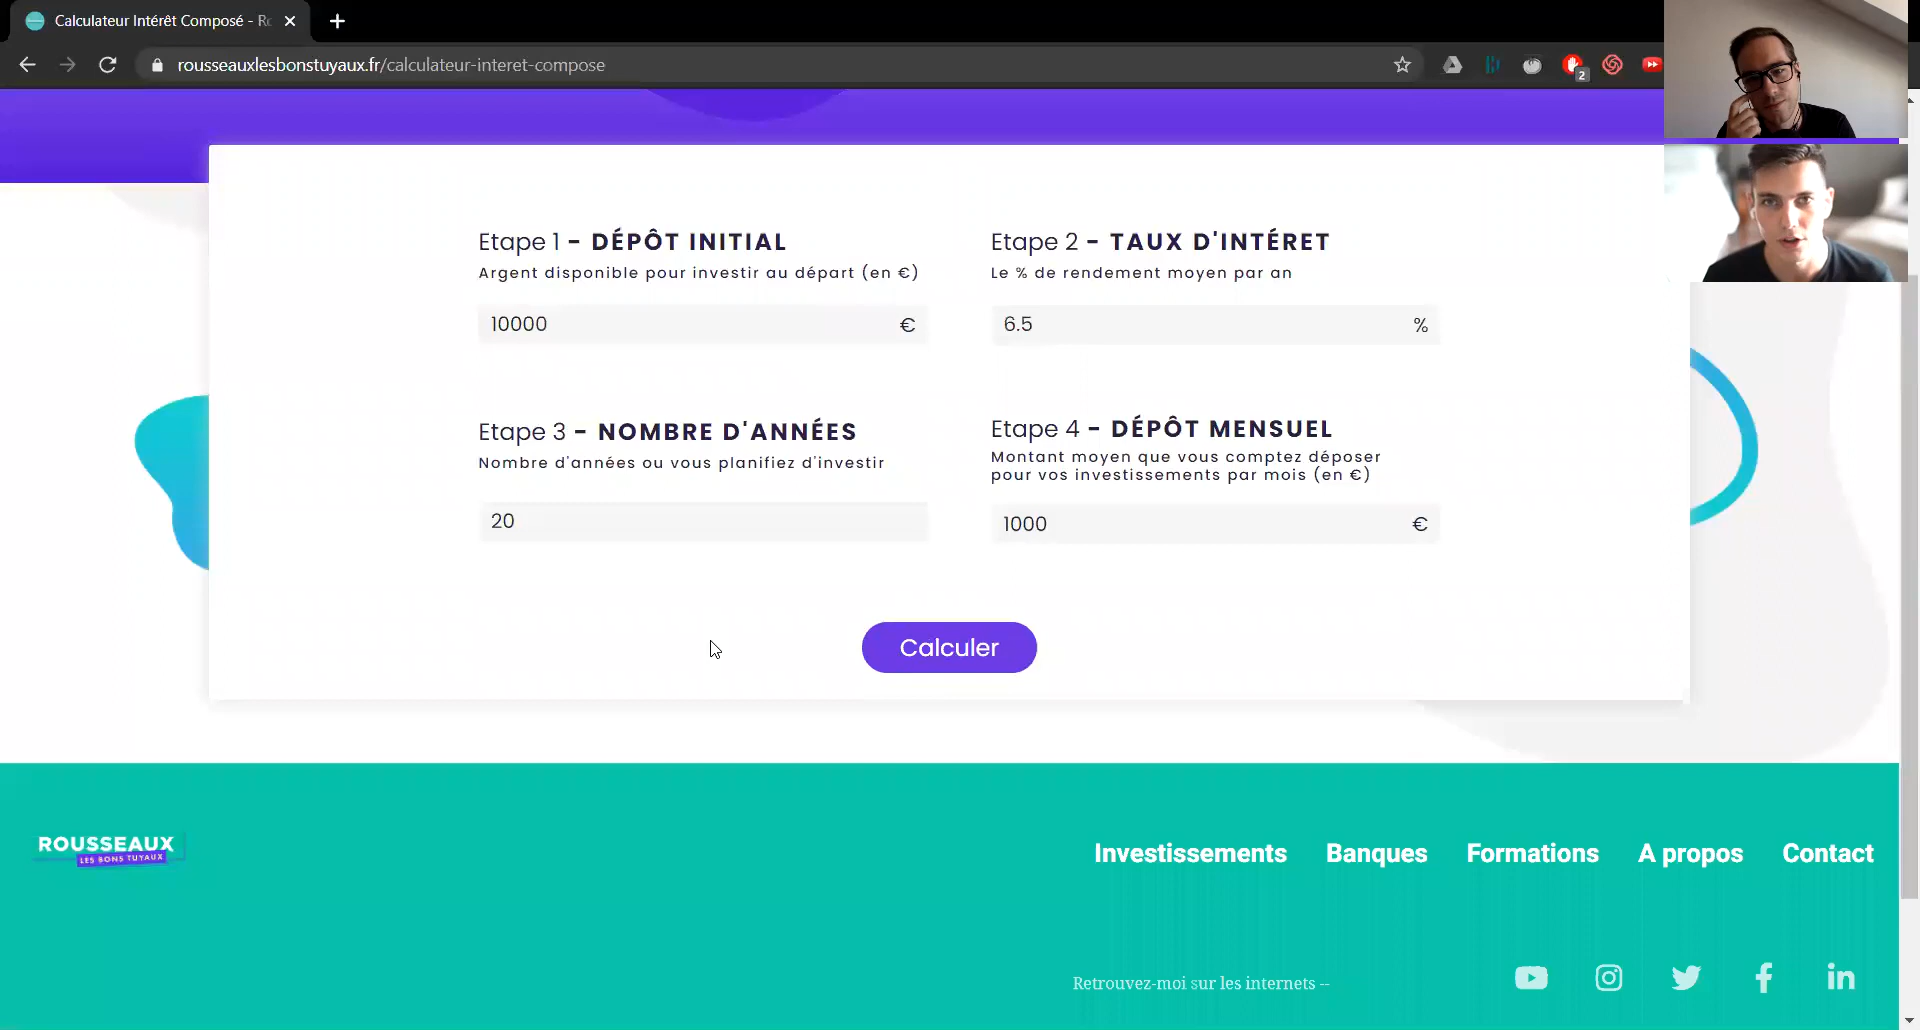 Calculateur Intérêt Composé - Ro
rousseauxlesbonstuyaux.fr/calculateur-interet-compose
2
Etape 1 - DÉPÔT INITIAL
Argent disponible pour investir au départ (en €)
10000 €
Etape 2 - TAUX D'INTÉRET
Le % de rendement moyen par an
6.5 %
Etape 3 - NOMBRE D'ANNÉES
Nombre d'années ou vous planifiez d'investir
20
Etape 4 - DÉPÔT MENSUEL
Montant moyen que vous comptez déposer
pour vos investissements par mois (en €)
1000 €
Calculer
ROUSSEAUX
LES BONS TUYAUX
Investissements Banques Formations A propos Contact
Retrouvez-moi sur les internets --